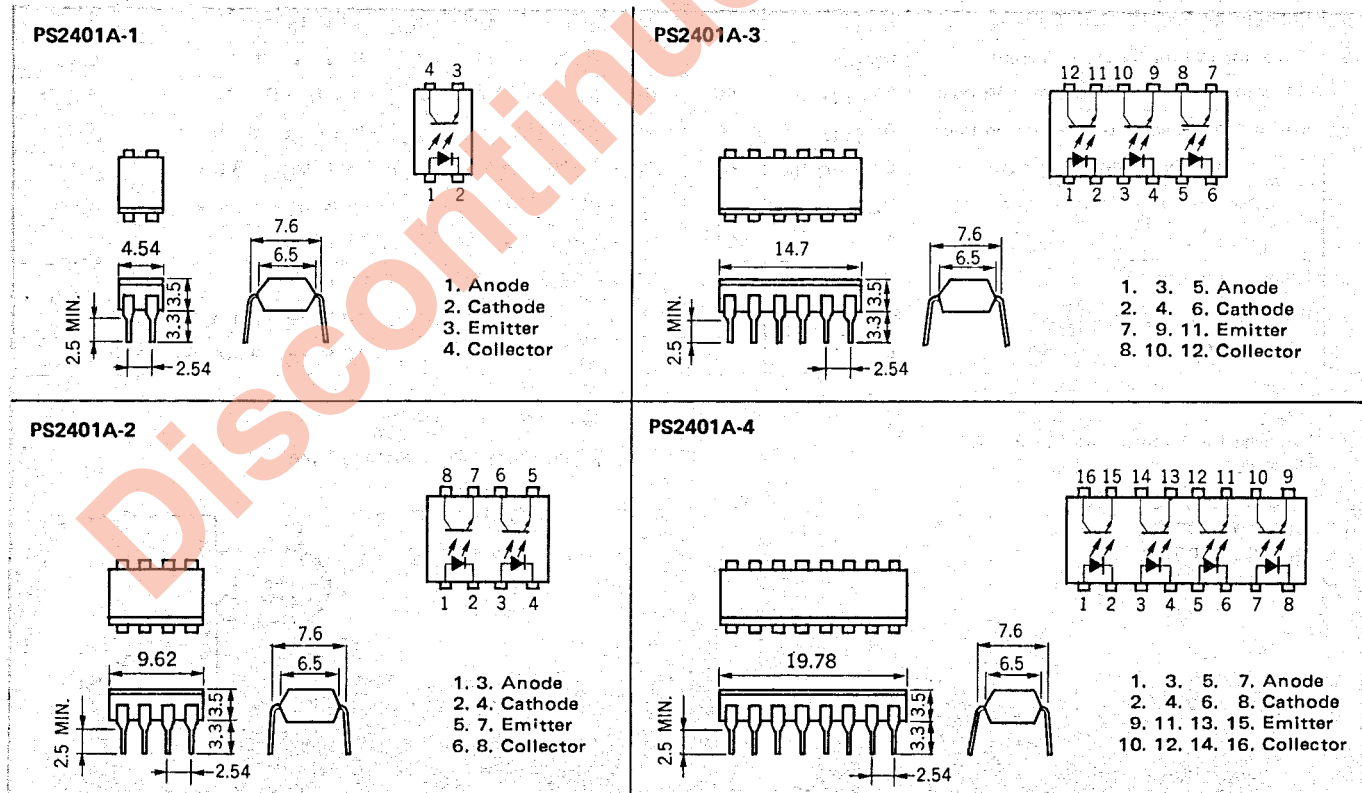 PS2401A-1
4 3
1 2
4.54
7.6
6.5
3.5
3.3
2.5 MIN.
2.54
1. Anode
2. Cathode
3. Emitter
4. Collector
PS2401A-3
12 11 10 9 8 7
1 2 3 4 5 6
14.7
7.6
6.5
3.5
3.3
2.5 MIN.
2.54
1. 3. 5. Anode
2. 4. 6. Cathode
7. 9. 11. Emitter
8. 10. 12. Collector
PS2401A-2
8 7 6 5
1 2 3 4
9.62
7.6
6.5
3.5
3.3
2.5 MIN.
2.54
1. 3. Anode
2. 4. Cathode
5. 7. Emitter
6. 8. Collector
PS2401A-4
16 15 14 13 12 11 10 9
1 2 3 4 5 6 7 8
19.78
7.6
6.5
3.5
3.3
2.5 MIN.
2.54
1. 3. 5. 7. Anode
2. 4. 6. 8. Cathode
9. 11. 13. 15. Emitter
10. 12. 14. 16. Collector
Discontinu